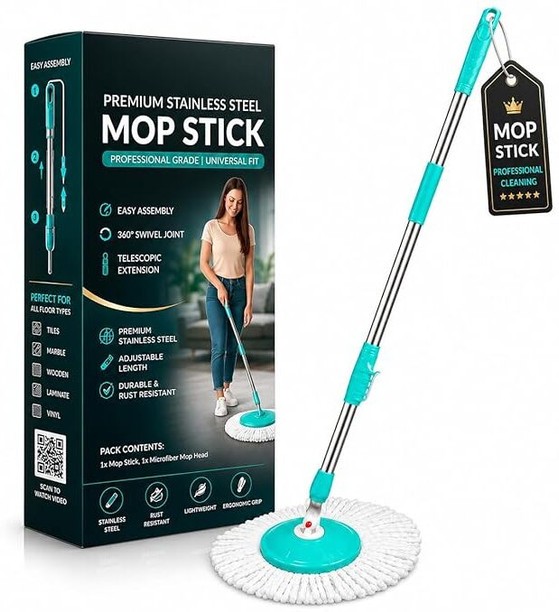 EASY ASSEMBLY
1
2
3
PERFECT FOR
ALL FLOOR TYPES
TILES
MARBLE
WOODEN
LAMINATE
VINYL
SCAN TO
WATCH VIDEO
PREMIUM STAINLESS STEEL
MOP STICK
PROFESSIONAL GRADE | UNIVERSAL FIT
EASY ASSEMBLY
360° SWIVEL JOINT
TELESCOPIC
EXTENSION
PREMIUM
STAINLESS STEEL
ADJUSTABLE
LENGTH
DURABLE &
RUST RESISTANT
PACK CONTENTS:
1x Mop Stick, 1x Microfiber Mop Head
STAINLESS
STEEL
RUST
RESISTANT
LIGHTWEIGHT
ERGONOMIC GRIP
MOP
STICK
PROFESSIONAL
CLEANING